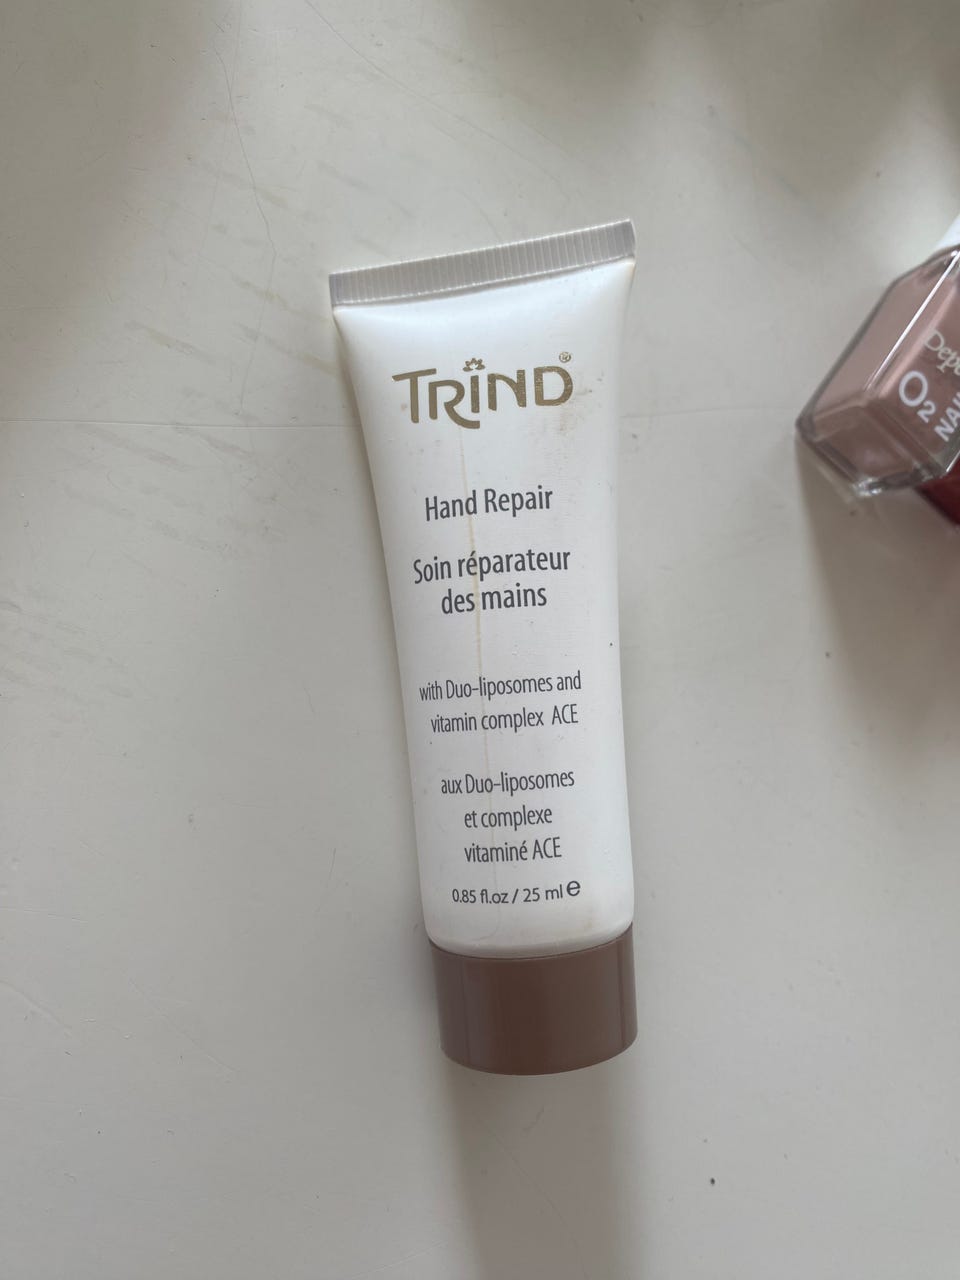 TRIND®
Hand Repair
Soin réparateur
des mains
with Duo-liposomes and
vitamin complex ACE
aux Duo-liposomes
et complexe
vitaminé ACE
0.85 fl.oz / 25 ml e
O2